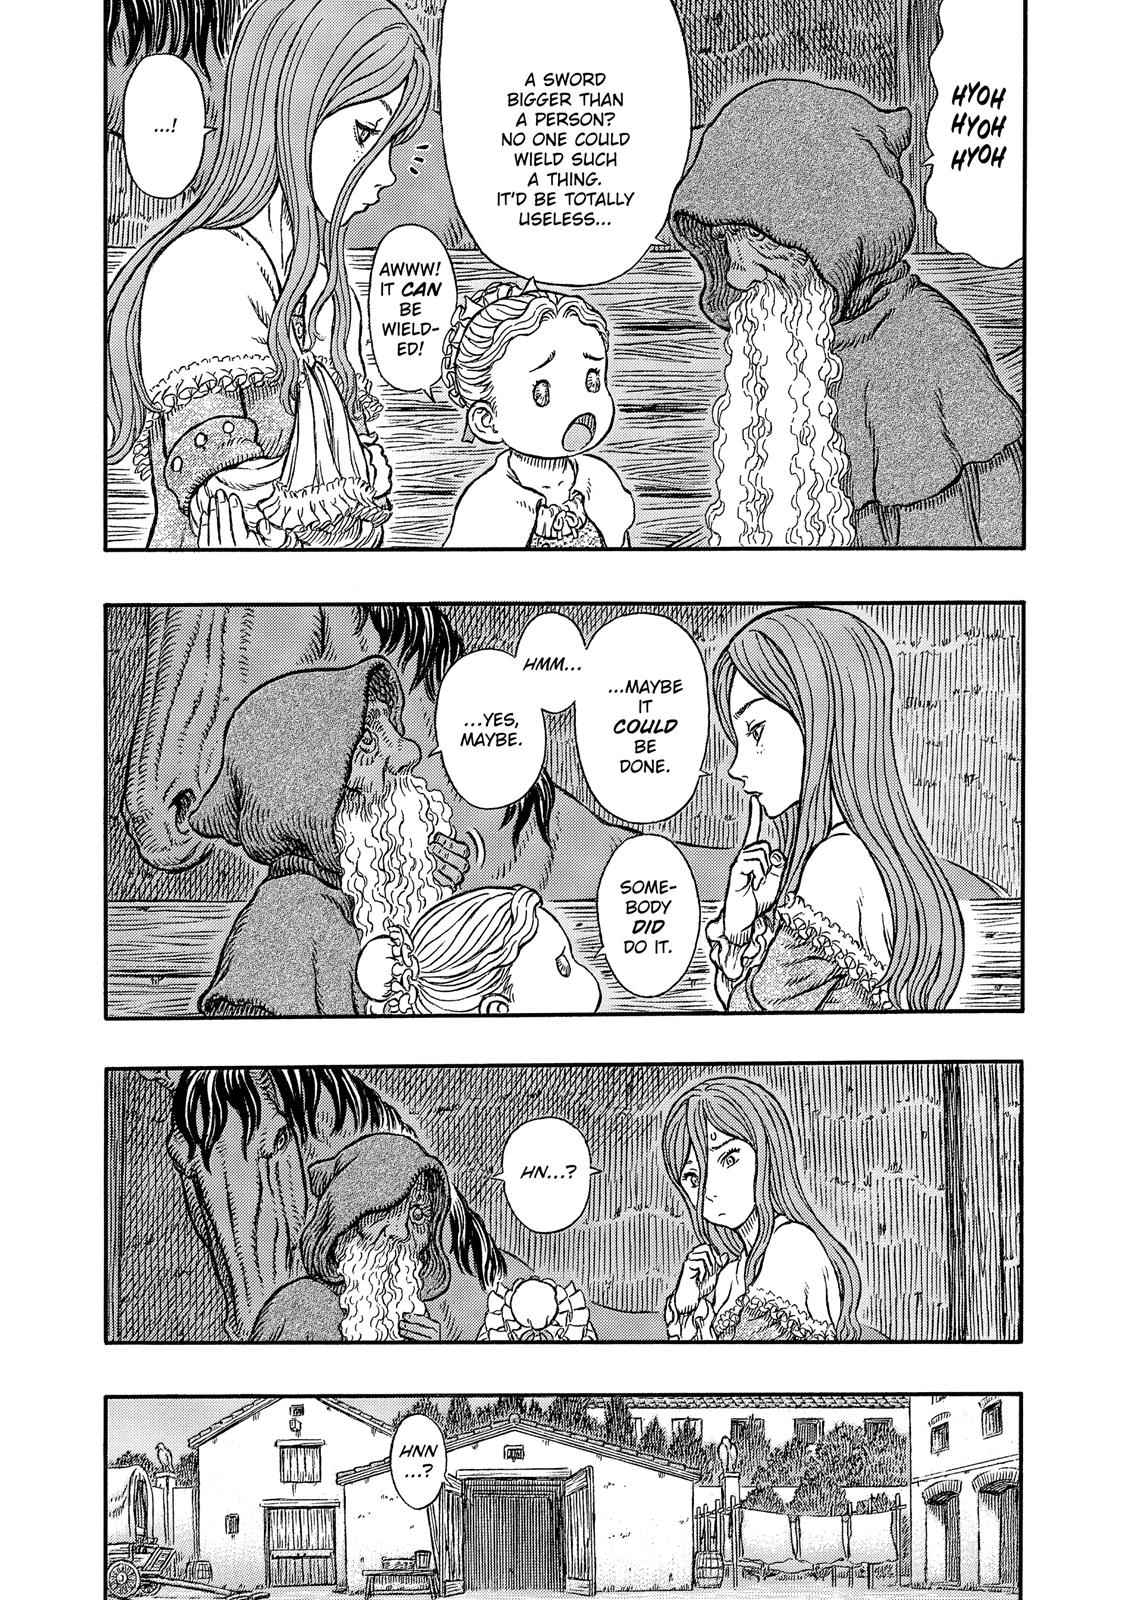 HYOH
HYOH
HYOH
A SWORD
BIGGER THAN
A PERSON?
NO ONE COULD
WIELD SUCH
A THING.
IT'D BE TOTALLY
USELESS...
...!
AWWW!
IT CAN
BE
WIELD-
ED!
...MAYBE
IT
COULD
BE
DONE.
HMM...
...YES,
MAYBE.
SOME-
BODY
DID
DO IT.
HN...?
HNN
...?